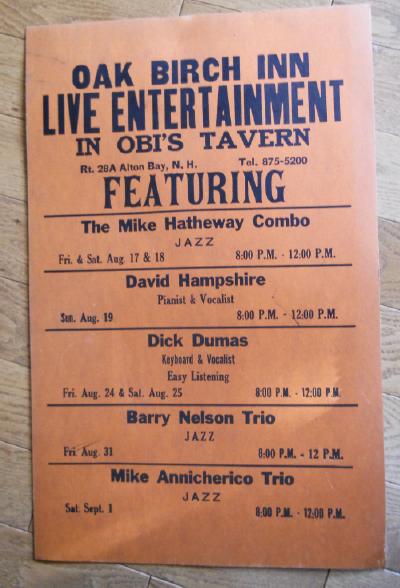 OAK BIRCH INN
LIVE ENTERTAINMENT
IN OBI'S TAVERN
Rt. 28A Alton Bay, N. H. Tel. 875-5200
FEATURING
The Mike Hatheway Combo
JAZZ
Fri. & Sat. Aug. 17 & 18 8:00 P.M. - 12:00 P.M.
David Hampshire
Pianist & Vocalist
Sun. Aug. 19 8:00 P.M. - 12:00 P.M.
Dick Dumas
Keyboard & Vocalist
Easy Listening
Fri. Aug. 24 & Sat. Aug. 25 8:00 P.M. - 12:00 P.M.
Barry Nelson Trio
JAZZ
Fri. Aug. 31 8:00 P.M. - 12 P.M.
Mike Annicherico Trio
JAZZ
Sat. Sept. 1 8:00 P.M. - 12:00 P.M.